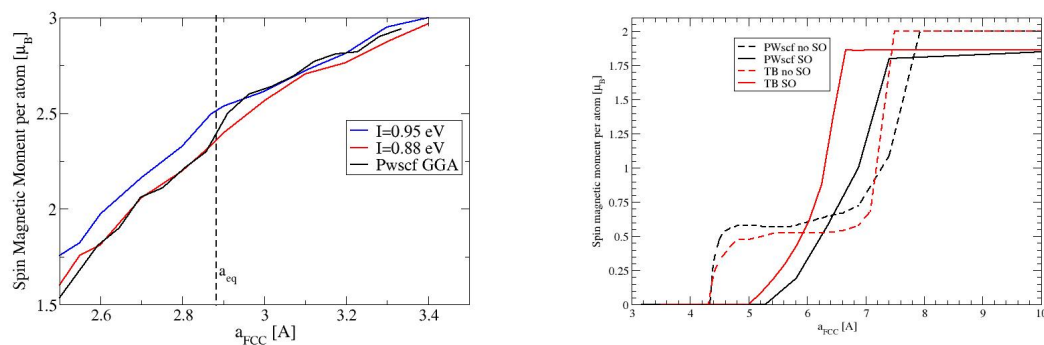 Spin Magnetic Moment per atom [μB]
3
2.5
2
1.5
2.6
2.8
3
3.2
3.4
aFCC [A]
aeq
I=0.95 eV
I=0.88 eV
Pwscf GGA
Spin magnetic moment per atom [μB]
2
1.75
1.5
1.25
1
0.75
0.5
0.25
0
3
4
5
6
7
8
9
10
aFCC [A]
PWscf no SO
PWscf SO
TB no SO
TB SO